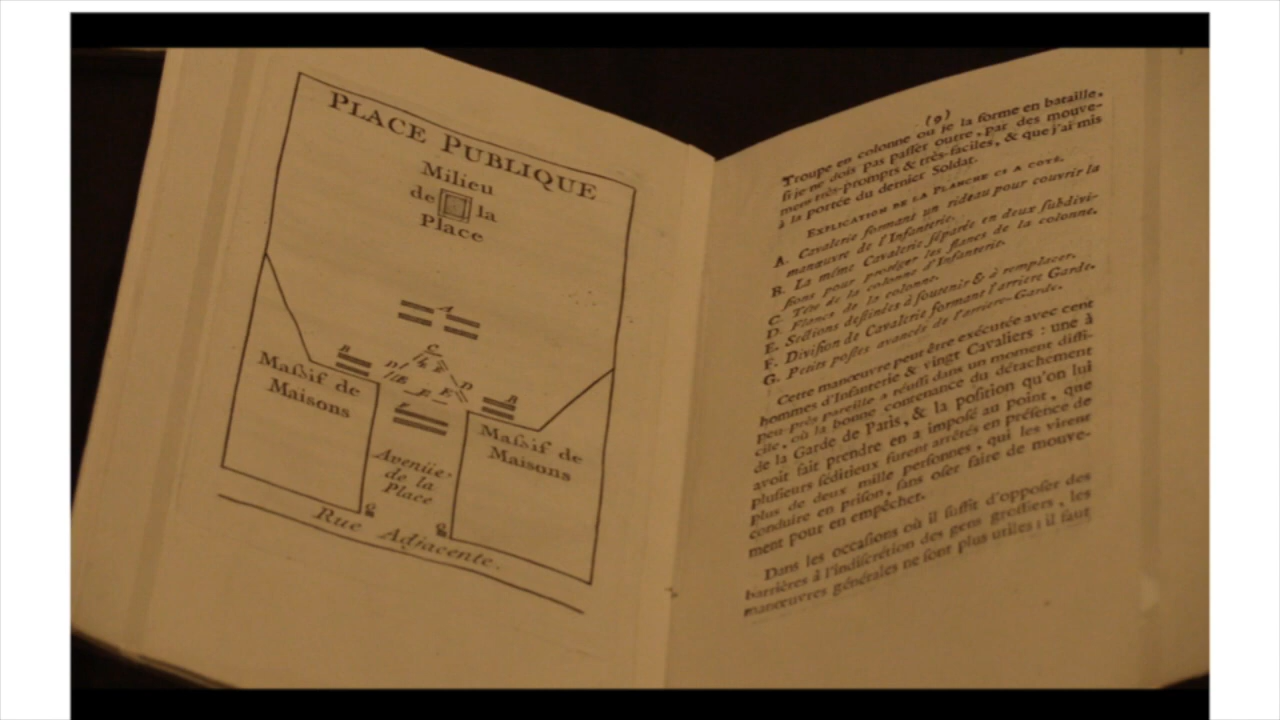 PLACE PUBLIQUE
Milieu
de la
Place
A
B
C
D
E
E
D
B
E
E
F
Maſsif de
Maisons
Maſsif de
Maisons
Avenüe
de la
Place
G
G
Rue Adjacente.
(9)
Troupe en colonne ou je la forme en bataille,
ſi je ne dois pas paſſer outre, par des mouve-
mens très-prompts & très-faciles, & que j'ai mis
à la portée du dernier Soldat.
EXPLICATION DE LA PLANCHE CI A COTÉ.
A. Cavalerie formant un rideau pour couvrir la
manœuvre de l'Infanterie.
B. La même Cavalerie ſéparée en deux ſubdivi-
ſions pour protéger les flancs de la colonne.
C. Tête de la colonne d'Infanterie.
D. Flancs de la colonne.
E. Sections deſtinées à ſoutenir & à remplacer.
F. Diviſion de Cavalerie formant l'arriere Garde.
G. Petits poſtes avancés de l'arriere-Garde.
Cette manœuvre peut être exécutée avec cent
hommes d'Infanterie & vingt Cavaliers : une à
peu-près pareille a réuſſi dans un moment diffi-
cile, où la bonne contenance du détachement
de la Garde de Paris, & la poſition qu'on lui
avoit fait prendre en a impoſé au point, que
pluſieurs ſéditieux furent arrêtés en préſence de
plus de deux mille perſonnes, qui les virent
conduire en priſon, ſans oſer faire de mouve-
ment pour en empêcher.
Dans les occaſions où il ſuffit d'oppoſer des
barrières à l'indiſcrétion des gens groſſiers, les
manœuvres générales ne ſont plus utiles ; il faut